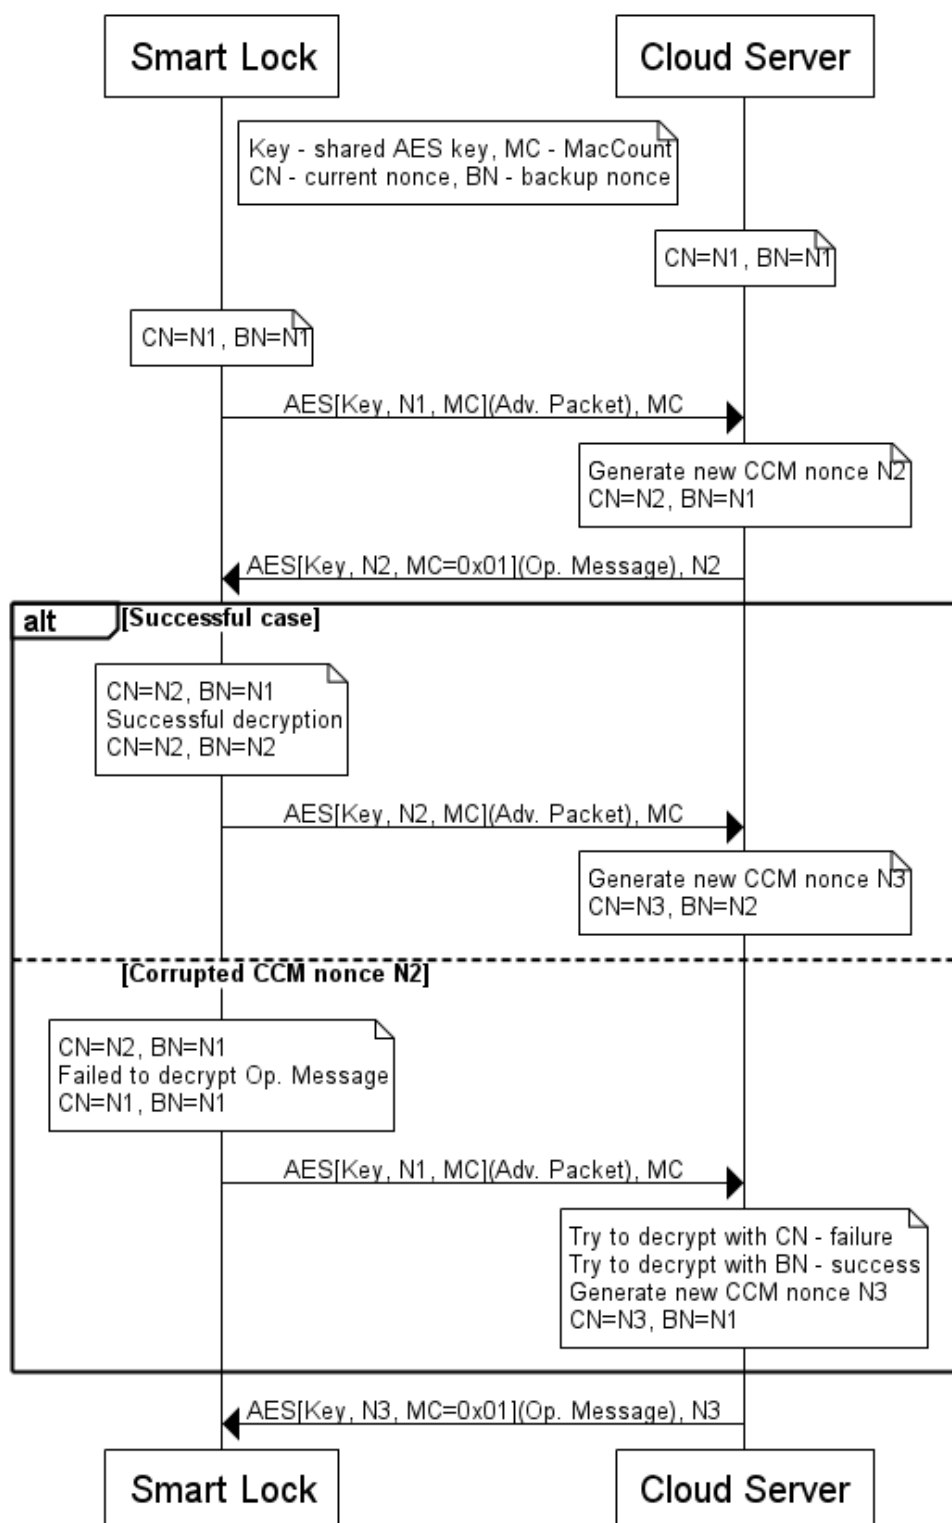 Smart Lock
Cloud Server
Key - shared AES key, MC - MacCount
CN - current nonce, BN - backup nonce
CN=N1, BN=N1
CN=N1, BN=N1
AES[Key, N1, MC](Adv. Packet), MC
Generate new CCM nonce N2
CN=N2, BN=N1
AES[Key, N2, MC=0x01](Op. Message), N2
alt
[Successful case]
CN=N2, BN=N1
Successful decryption
CN=N2, BN=N2
AES[Key, N2, MC](Adv. Packet), MC
Generate new CCM nonce N3
CN=N3, BN=N2
[Corrupted CCM nonce N2]
CN=N2, BN=N1
Failed to decrypt Op. Message
CN=N1, BN=N1
AES[Key, N1, MC](Adv. Packet), MC
Try to decrypt with CN - failure
Try to decrypt with BN - success
Generate new CCM nonce N3
CN=N3, BN=N1
AES[Key, N3, MC=0x01](Op. Message), N3
Smart Lock
Cloud Server